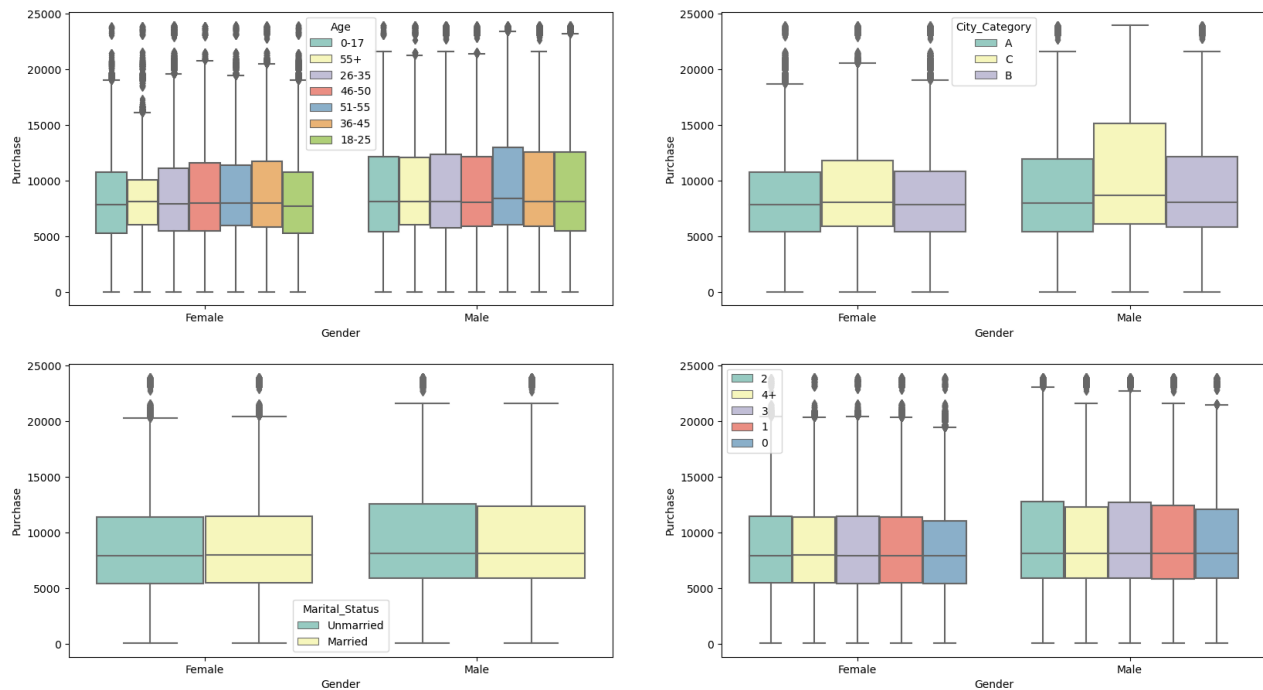 25000
20000
15000
10000
5000
0
Purchase
Female
Male
Gender
Age
0-17
55+
26-35
46-50
51-55
36-45
18-25
25000
20000
15000
10000
5000
0
Purchase
Female
Male
Gender
City_Category
A
C
B
25000
20000
15000
10000
5000
0
Purchase
Female
Male
Gender
Marital_Status
Unmarried
Married
25000
20000
15000
10000
5000
0
Purchase
Female
Male
Gender
2
4+
3
1
0